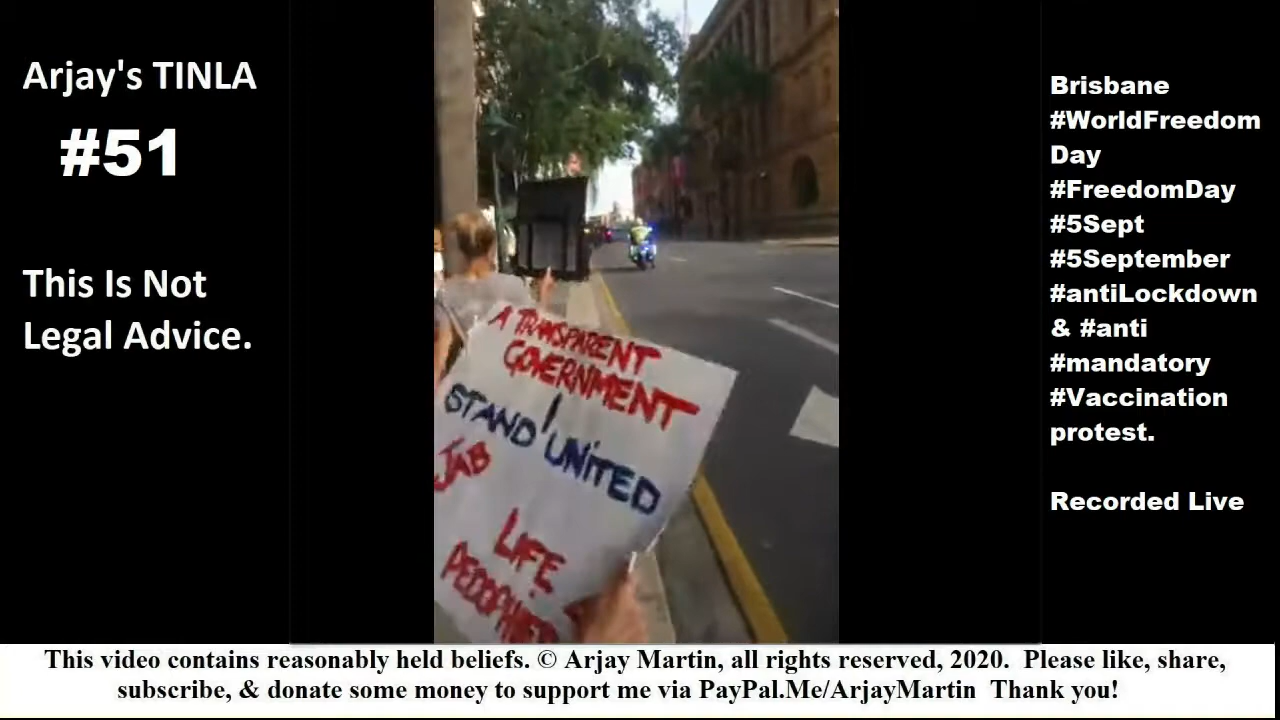 Arjay's TINLA
#51
This Is Not
Legal Advice.
A TRANSPARENT
GOVERNMENT
I
STAND UNITED
JAB
LIFE
Brisbane
#WorldFreedom
Day
#FreedomDay
#5Sept
#5September
#antiLockdown
& #anti
#mandatory
#Vaccination
protest.
Recorded Live
This video contains reasonably held beliefs. © Arjay Martin, all rights reserved, 2020. Please like, share,
subscribe, & donate some money to support me via PayPal.Me/ArjayMartin Thank you!